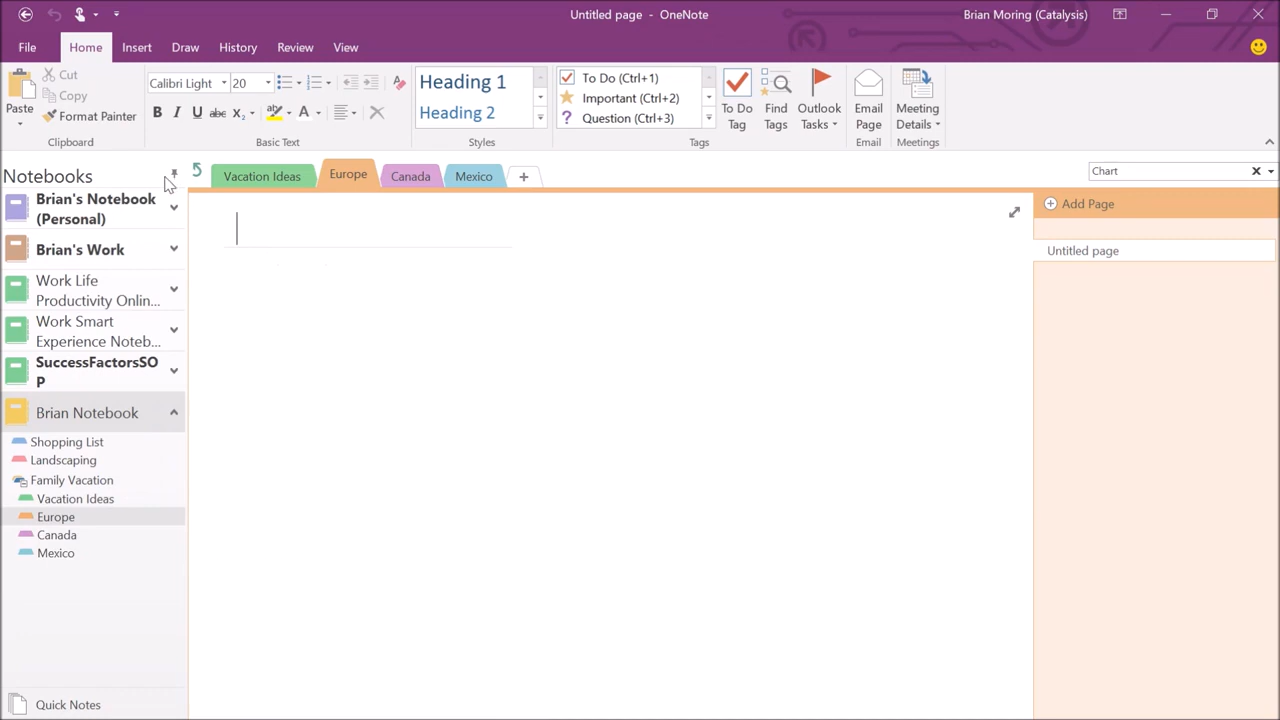 Untitled page - OneNote
Brian Moring (Catalysis)
File Home Insert Draw History Review View
Paste
Cut
Copy
Format Painter
Clipboard
Calibri Light 20
B I U abc x₂ A
Basic Text
Heading 1
Heading 2
Styles
To Do (Ctrl+1)
Important (Ctrl+2)
? Question (Ctrl+3)
To Do
Tag
Find
Tags
Tags
Outlook
Tasks
Email
Page
Email
Meeting
Details
Meetings
Notebooks
Vacation Ideas Europe Canada Mexico +
Chart
Brian's Notebook
(Personal)
Brian's Work
Work Life
Productivity Onlin...
Work Smart
Experience Noteb...
SuccessFactorsSO
P
Brian Notebook
Shopping List
Landscaping
Family Vacation
Vacation Ideas
Europe
Canada
Mexico
Quick Notes
Add Page
Untitled page